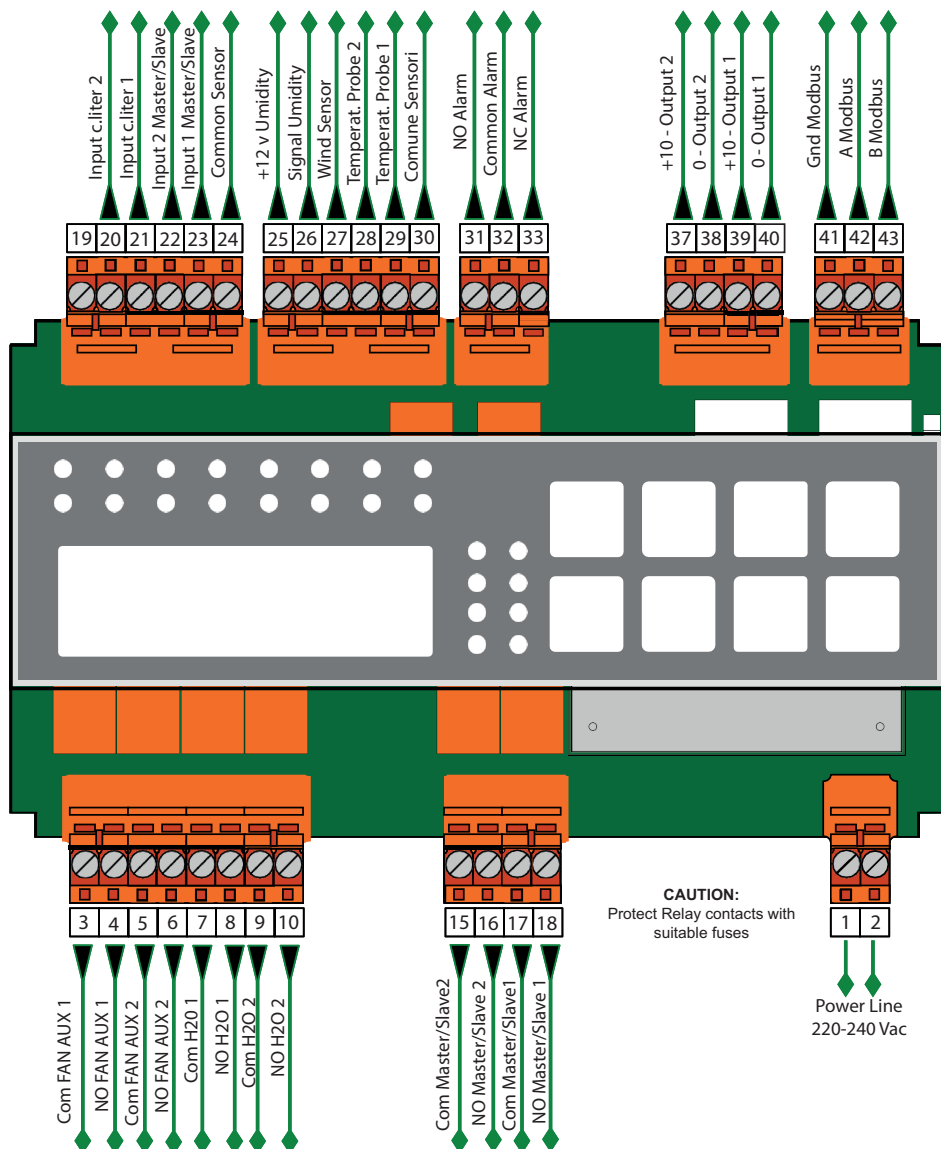 Input c.liter 2
Input c.liter 1
Input 2 Master/Slave
Input 1 Master/Slave
Common Sensor
+12 v Umidity
Signal Umidity
Wind Sensor
Temperat. Probe 2
Temperat. Probe 1
Comune Sensori
NO Alarm
Common Alarm
NC Alarm
+10 - Output 2
0 - Output 2
+10 - Output 1
0 - Output 1
Gnd Modbus
A Modbus
B Modbus
19 20 21 22 23 24
25 26 27 28 29 30
31 32 33
37 38 39 40
41 42 43
3 4 5 6 7 8 9 10
15 16 17 18
CAUTION:
Protect Relay contacts with
suitable fuses
1 2
Com FAN AUX 1
NO FAN AUX 1
Com FAN AUX 2
NO FAN AUX 2
Com H20 1
NO H2O 1
Com H2O 2
NO H2O 2
Com Master/Slave2
NO Master/Slave 2
Com Master/Slave1
NO Master/Slave 1
Power Line
220-240 Vac